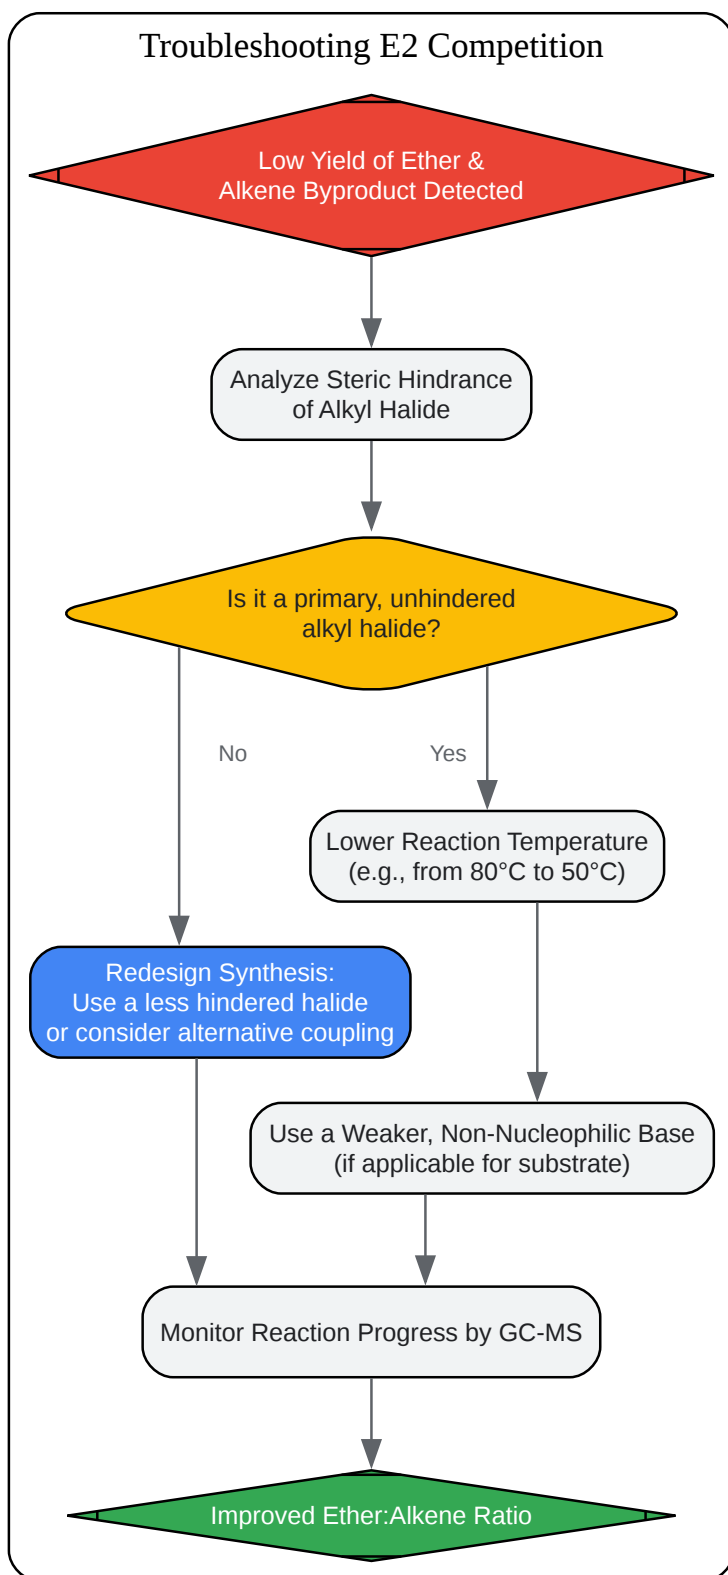 Troubleshooting E2 Competition
Low Yield of Ether &
Alkene Byproduct Detected
Analyze Steric Hindrance
of Alkyl Halide
Is it a primary, unhindered
alkyl halide?
No
Yes
Lower Reaction Temperature
(e.g., from 80°C to 50°C)
Redesign Synthesis:
Use a less hindered halide
or consider alternative coupling
Use a Weaker, Non-Nucleophilic Base
(if applicable for substrate)
Monitor Reaction Progress by GC-MS
Improved Ether:Alkene Ratio